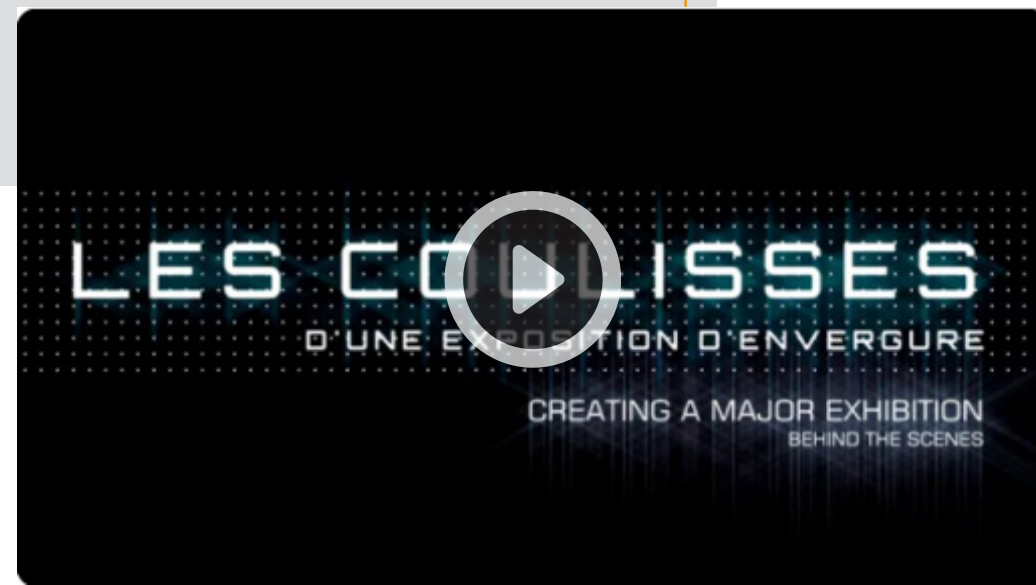 LES COULISSES
D'UNE EXPOSITION D'ENVERGURE
CREATING A MAJOR EXHIBITION
BEHIND THE SCENES